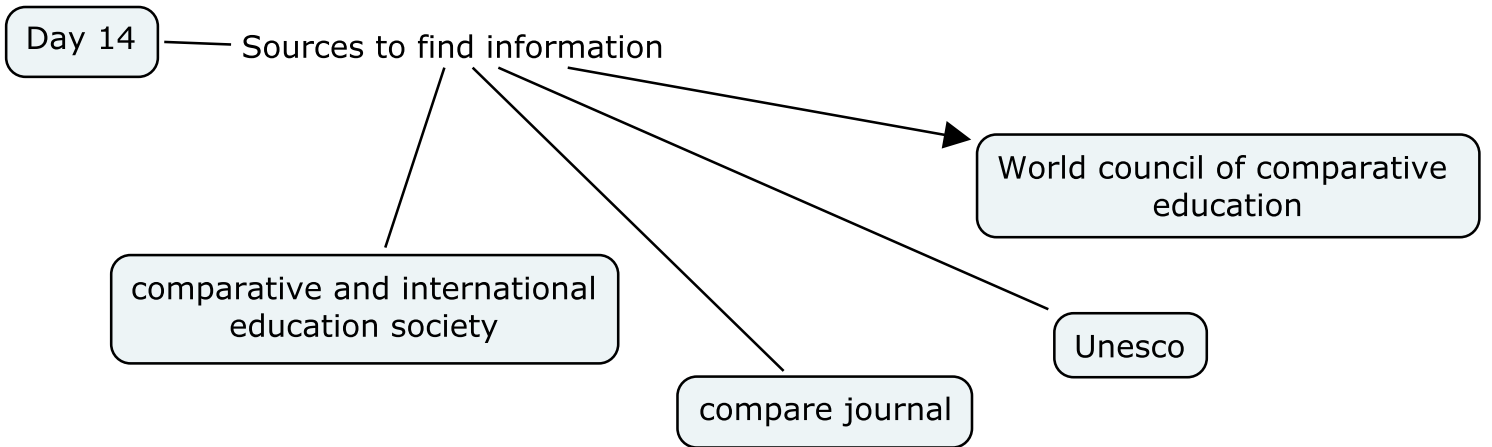 Day 14
Sources to find information
World council of comparative
education
comparative and international
education society
Unesco
compare journal